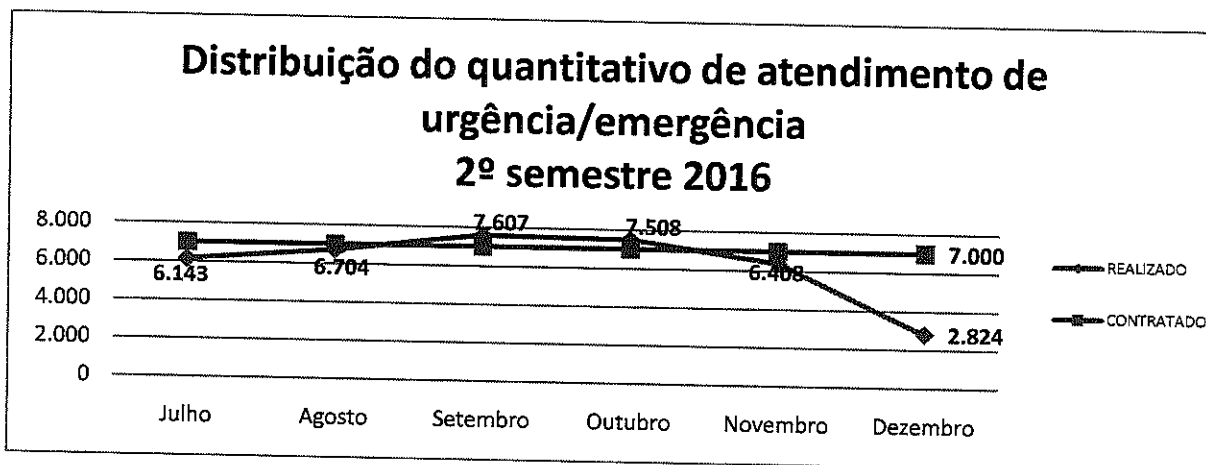 Distribuição do quantitativo de atendimento de
urgência/emergência
2º semestre 2016
8.000
6.000
4.000
2.000
0
6.143
6.704
7.607
7.508
6.408
7.000
2.824
Julho
Agosto
Setembro
Outubro
Novembro
Dezembro
REALIZADO
CONTRATADO